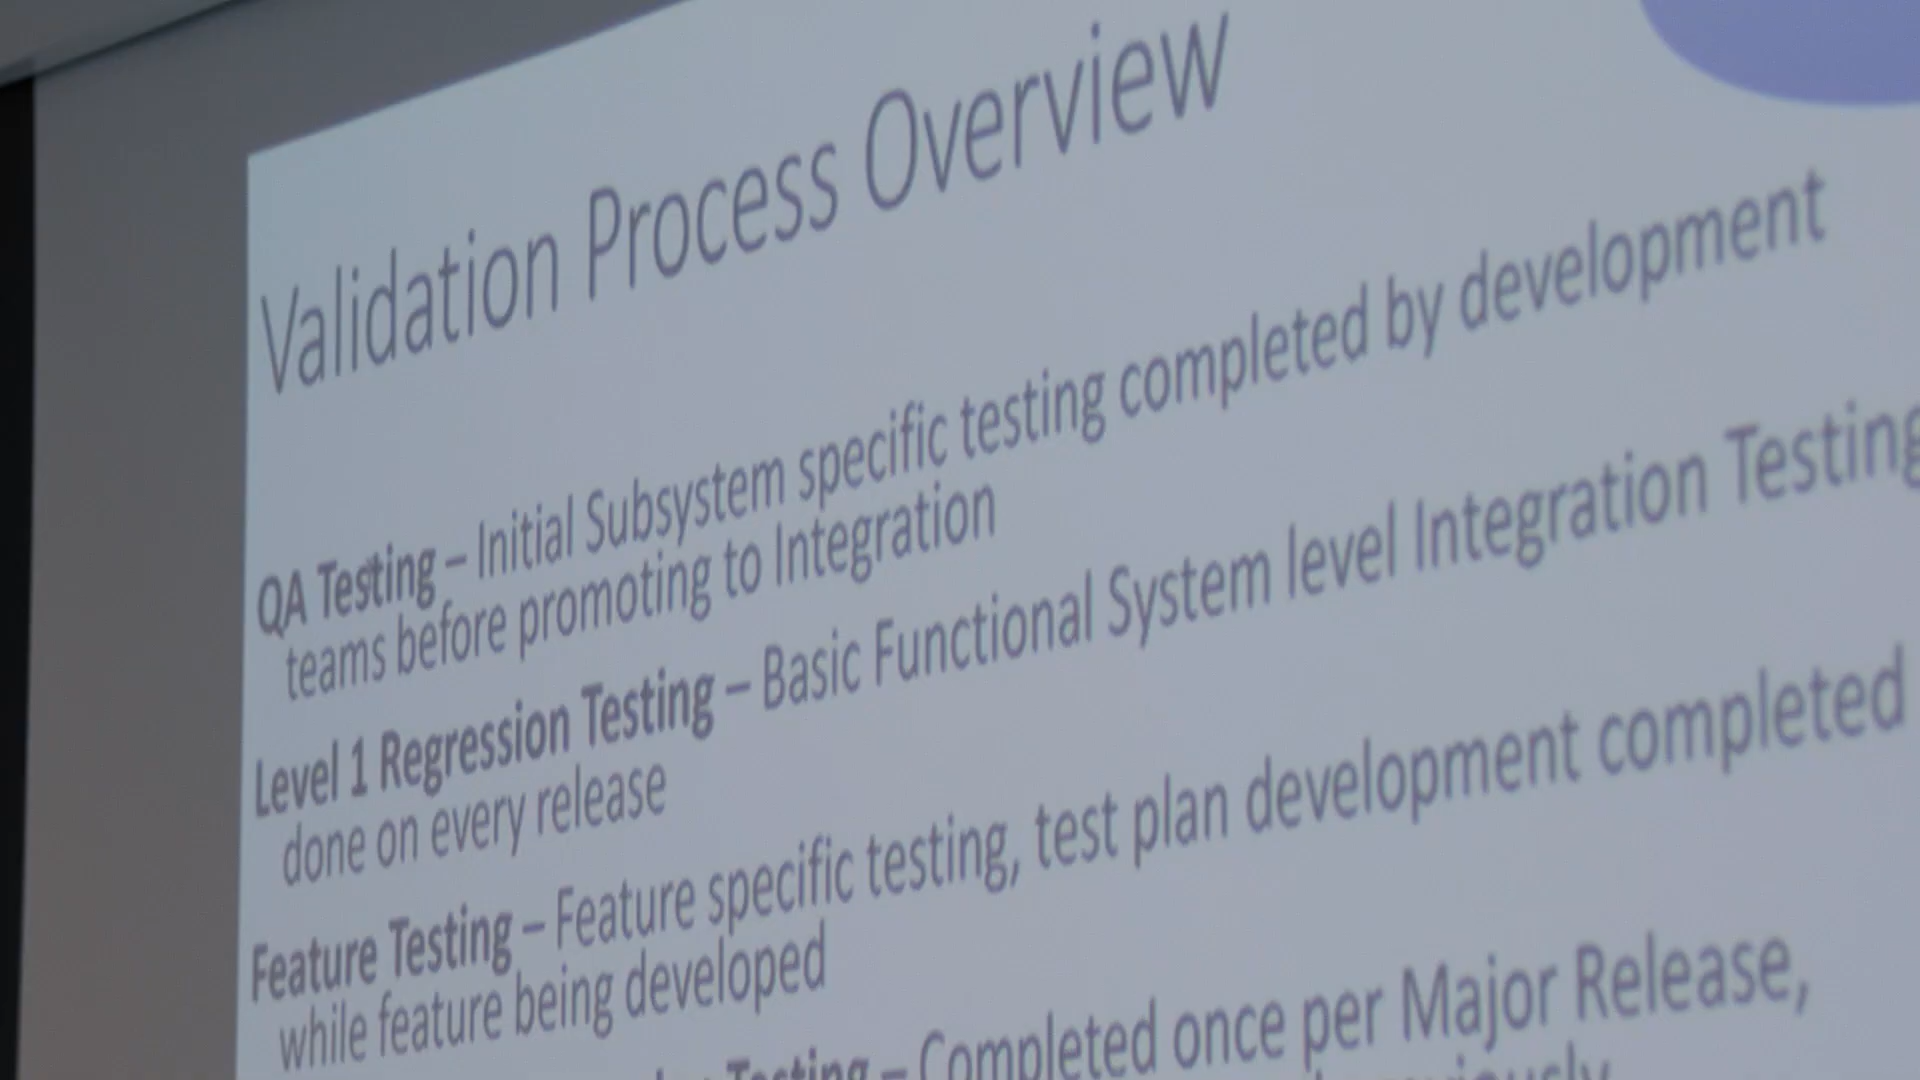 Validation Process Overview
QA Testing – Initial Subsystem specific testing completed by development
teams before promoting to Integration
Level 1 Regression Testing – Basic Functional System level Integration Testing
done on every release
Feature Testing – Feature specific testing, test plan development completed
while feature being developed
Testing – Completed once per Major Release,